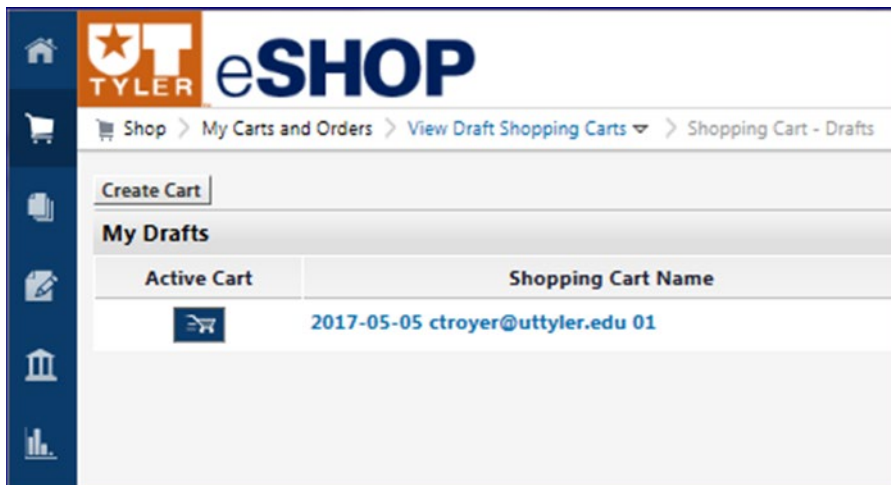 UT
TYLER
eSHOP
Shop > My Carts and Orders > View Draft Shopping Carts > Shopping Cart - Drafts
Create Cart
My Drafts
Active Cart Shopping Cart Name
2017-05-05 ctroyer@uttyler.edu 01